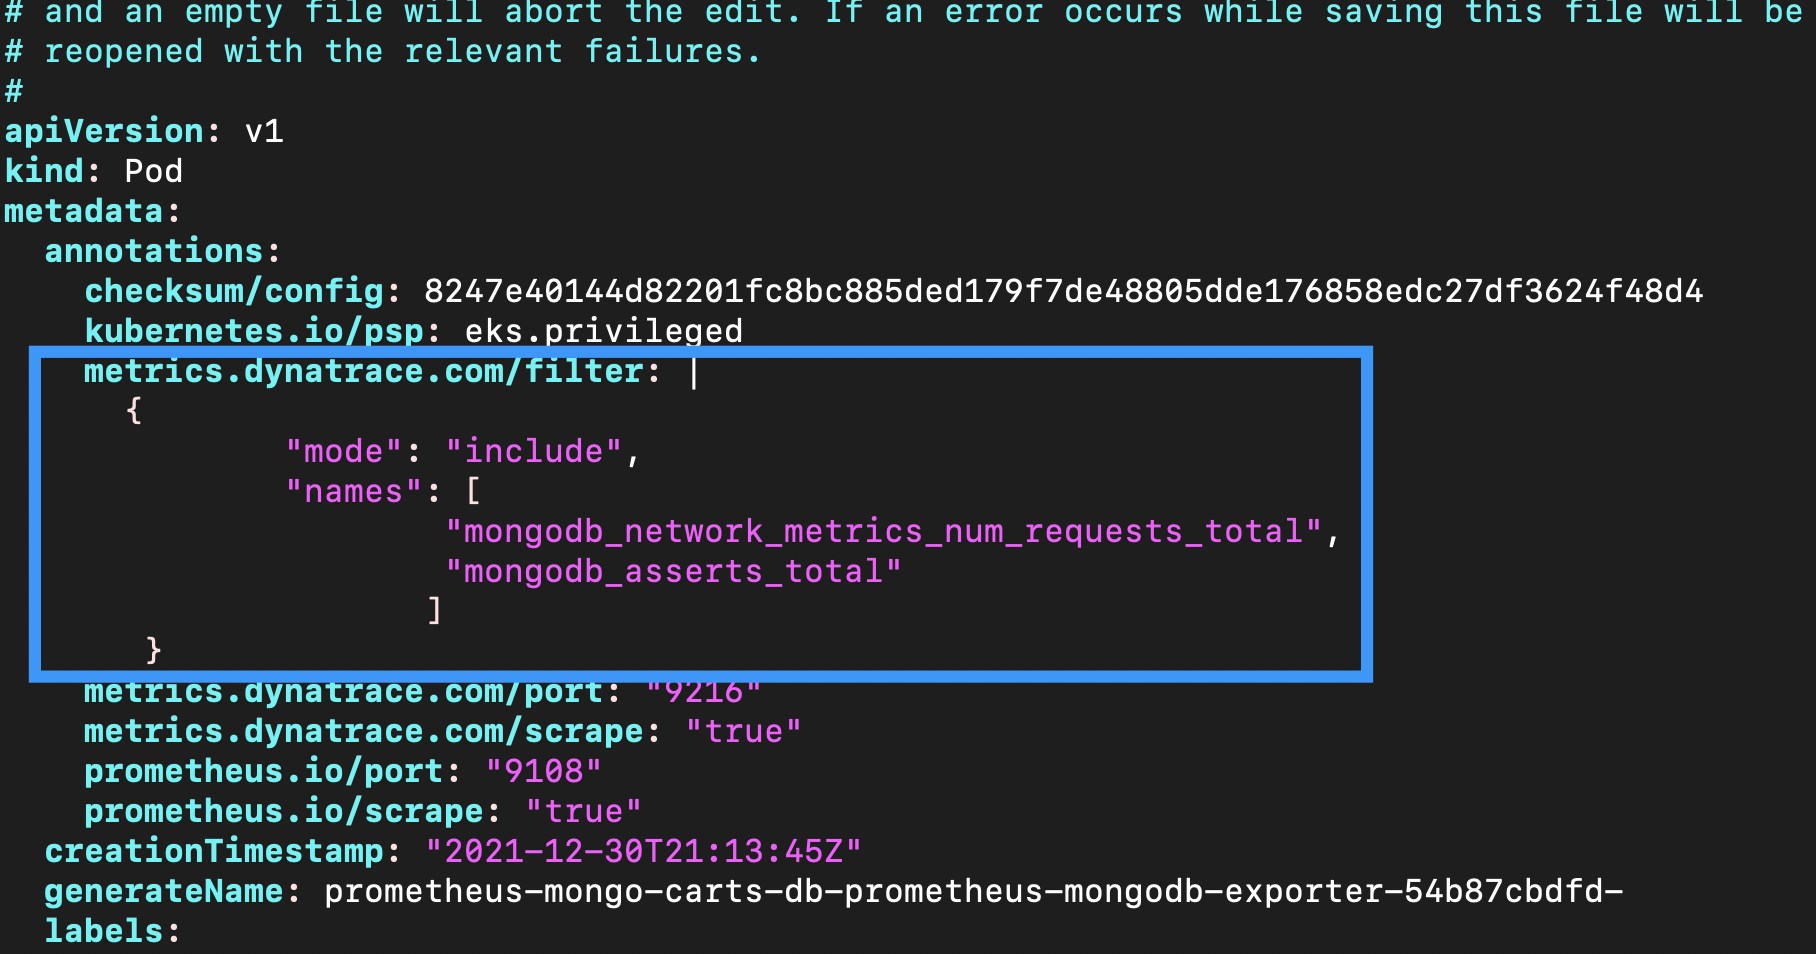 # and an empty file will abort the edit. If an error occurs while saving this file will be
# reopened with the relevant failures.
#
apiVersion: v1
kind: Pod
metadata:
  annotations:
    checksum/config: 8247e40144d82201fc8bc885ded179f7de48805dde176858edc27df3624f48d4
    kubernetes.io/psp: eks.privileged
    metrics.dynatrace.com/filter: |
      {
              "mode": "include",
              "names": [
                      "mongodb_network_metrics_num_requests_total",
                      "mongodb_asserts_total"
                     ]
       }
    metrics.dynatrace.com/port: "9216"
    metrics.dynatrace.com/scrape: "true"
    prometheus.io/port: "9108"
    prometheus.io/scrape: "true"
  creationTimestamp: "2021-12-30T21:13:45Z"
  generateName: prometheus-mongo-carts-db-prometheus-mongodb-exporter-54b87cbdfd-
  labels: